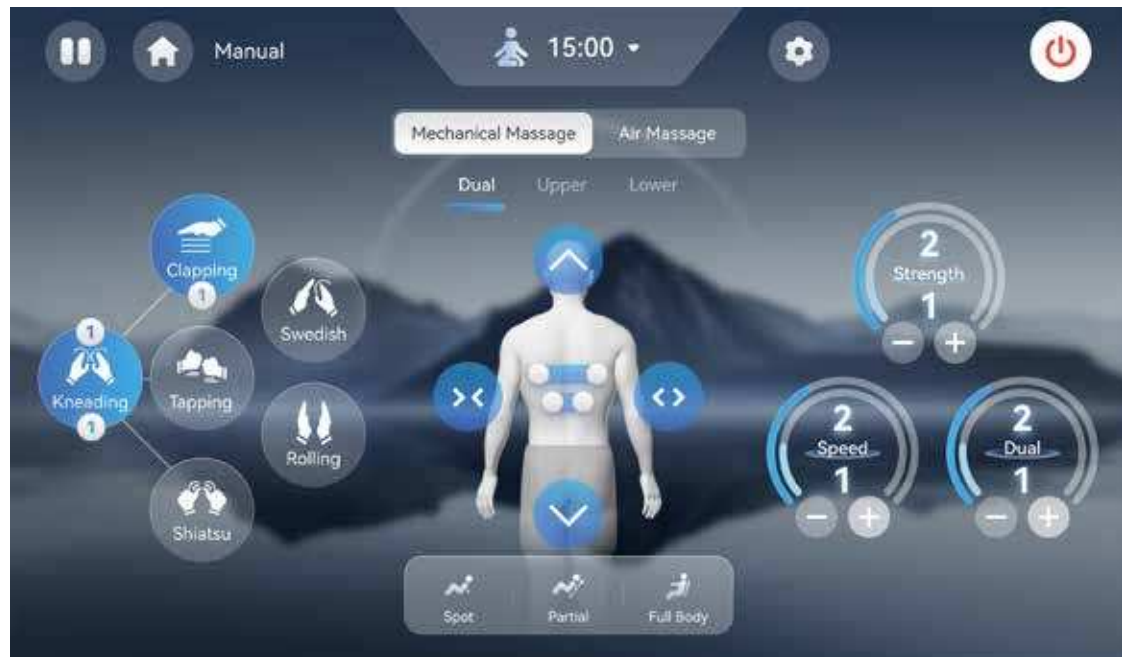 Manual
15:00
Mechanical Massage
Air Massage
Dual
Upper
Lower
Clapping
1
Swedish
1
Kneading
1
Tapping
Rolling
Shiatsu
2
Strength
1
2
Speed
1
2
Dual
1
Spot
Partial
Full Body